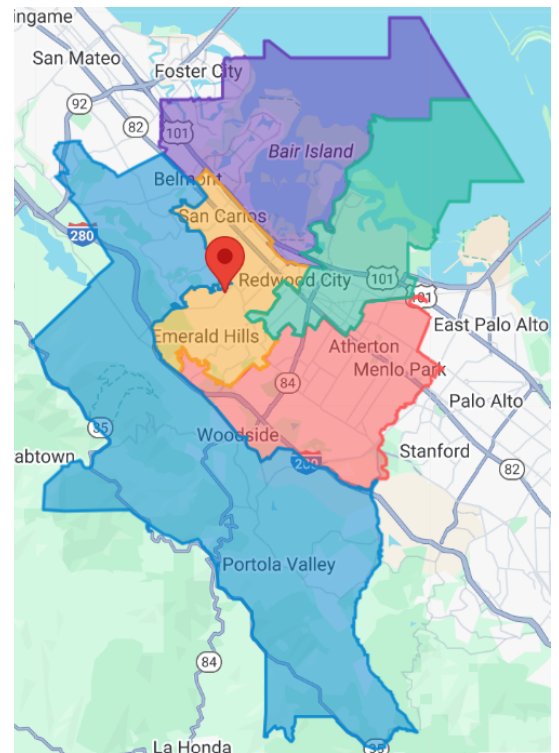 ingame
San Mateo
Foster City
92
82
101
Bair Island
Belmont
San Carlos
280
Redwood City
101
101
Emerald Hills
East Palo Alto
Atherton
Menlo Park
84
Palo Alto
35
Woodside
abtown
280
Stanford
82
Portola Valley
84
La Honda
35